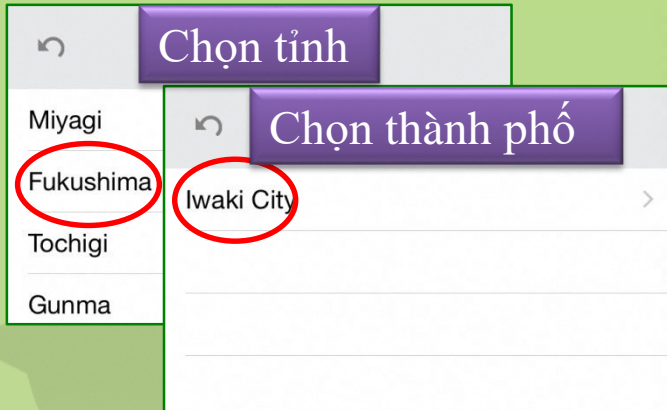 Chọn tỉnh
Miyagi
Fukushima
Tochigi
Gunma
Chọn thành phố
Iwaki City